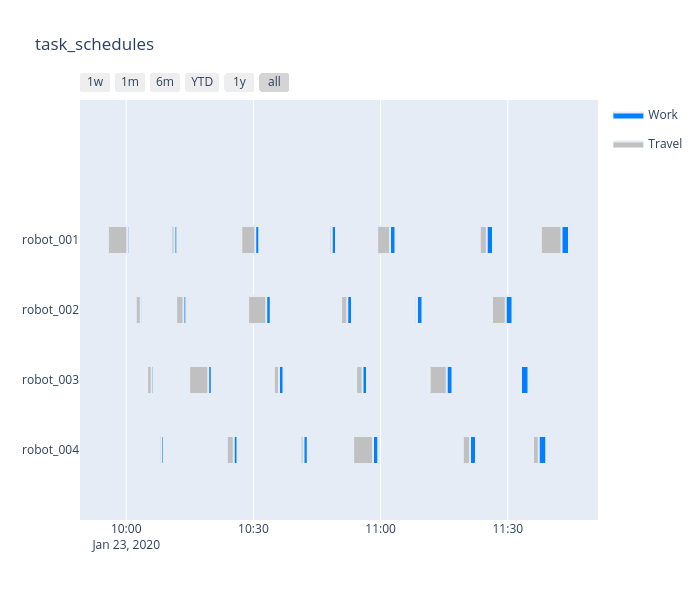 task_schedules
1w 1m 6m YTD 1y all
Work
Travel
robot_001
robot_002
robot_003
robot_004
10:00 10:30 11:00 11:30
Jan 23, 2020